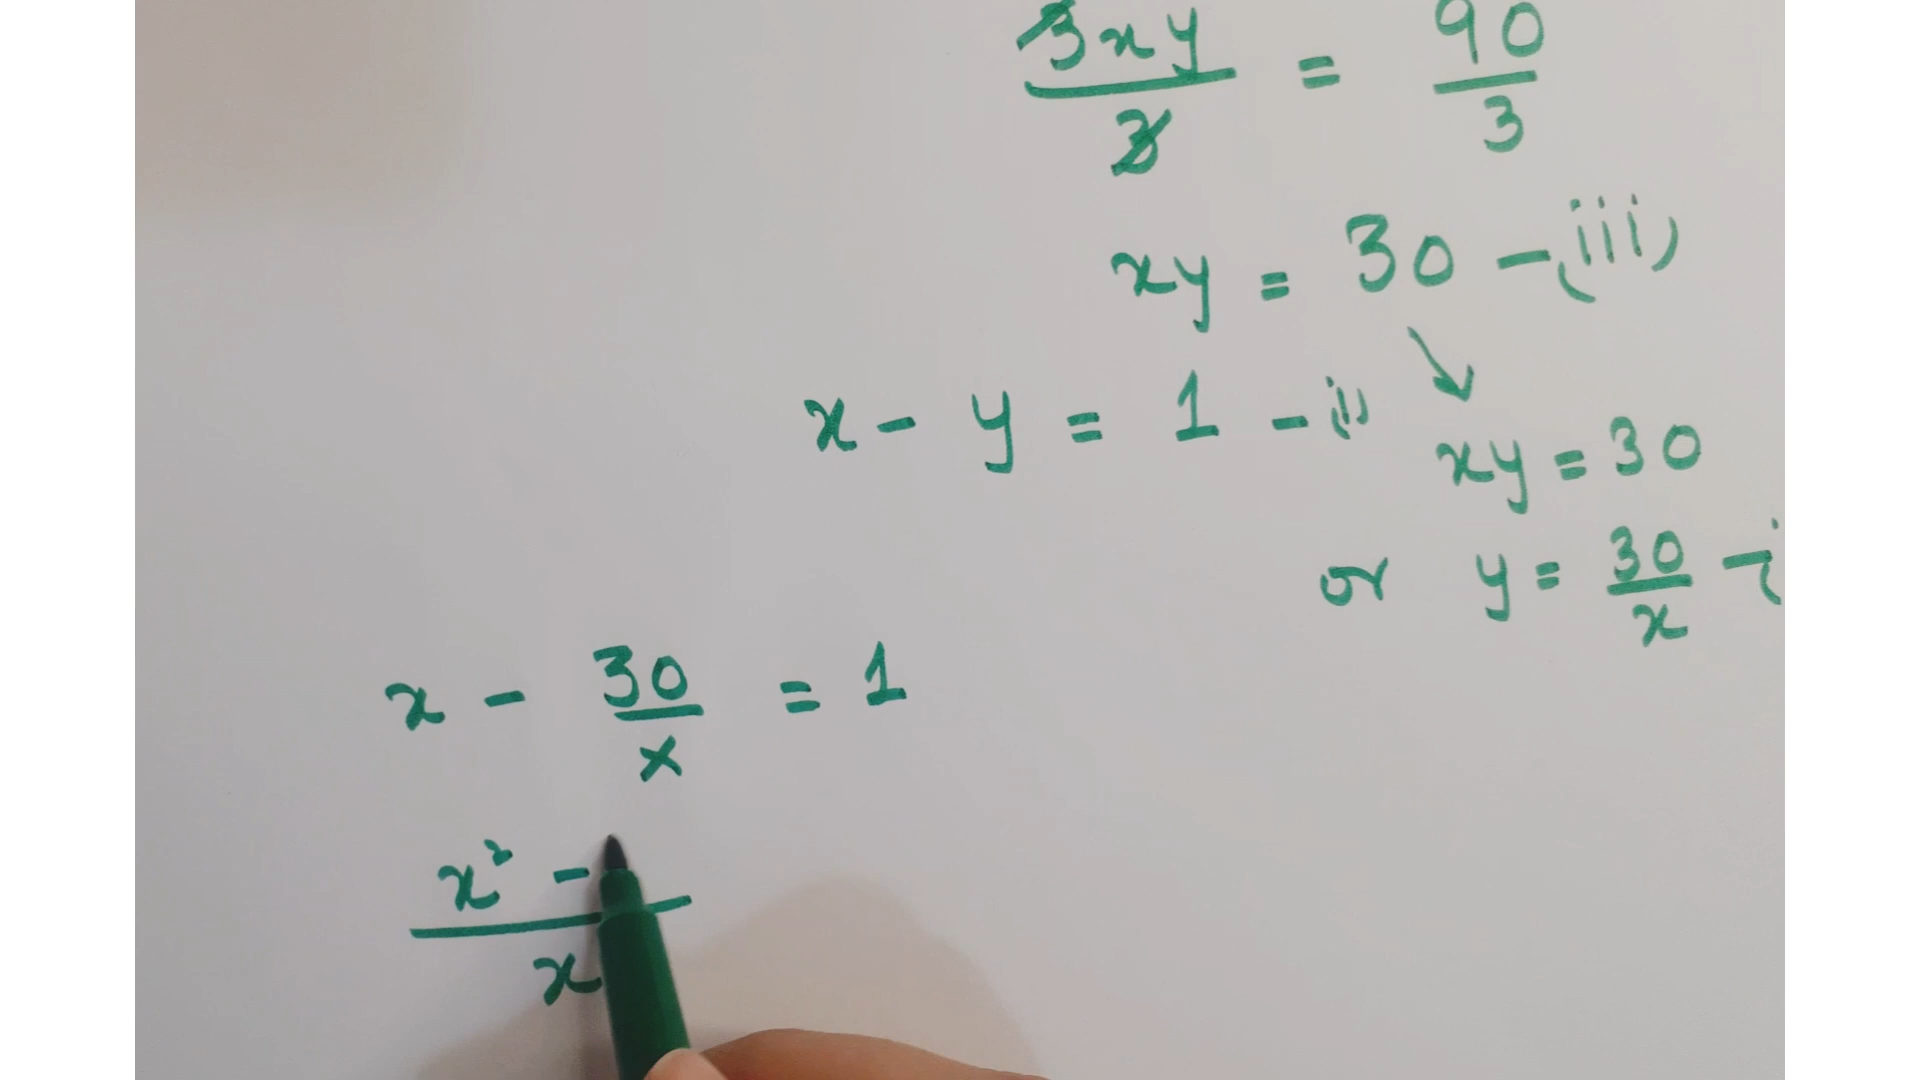 3xy/3 = 90/3
xy = 30 - (iii)
x - y = 1 - (i)
xy = 30
or y = 30/x - (
x - 30/x = 1
x² - / x